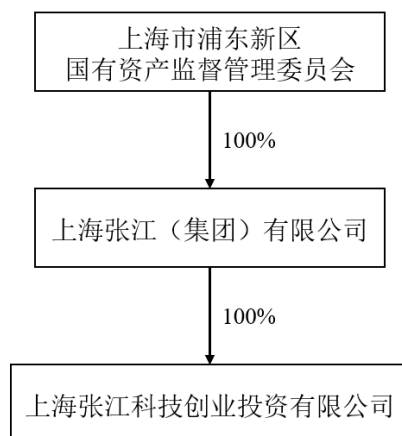 上海市浦东新区
国有资产监督管理委员会
100%
上海张江（集团）有限公司
100%
上海张江科技创业投资有限公司